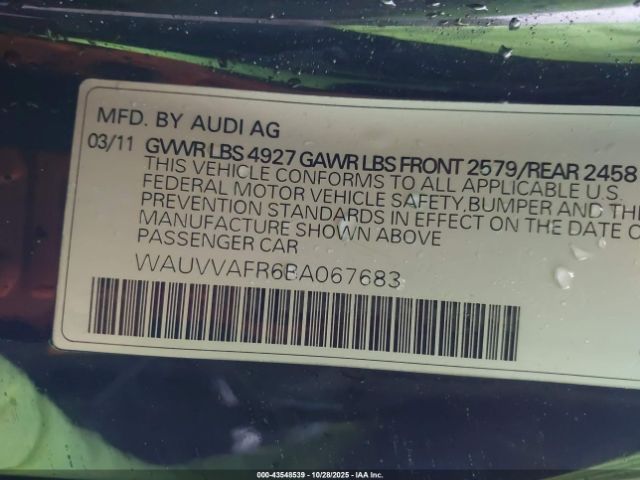 MFD. BY AUDI AG
03/11 GVWR LBS 4927 GAWR LBS FRONT 2579/REAR 2458
THIS VEHICLE CONFORMS TO ALL APPLICABLE U S
FEDERAL MOTOR VEHICLE SAFETY,BUMPER AND THE
PREVENTION STANDARDS IN EFFECT ON THE DATE O
MANUFACTURE SHOWN ABOVE
PASSENGER CAR
WAUVVAFR6BA067683
000-43548539 | 10/28/2025 | IAA Inc.